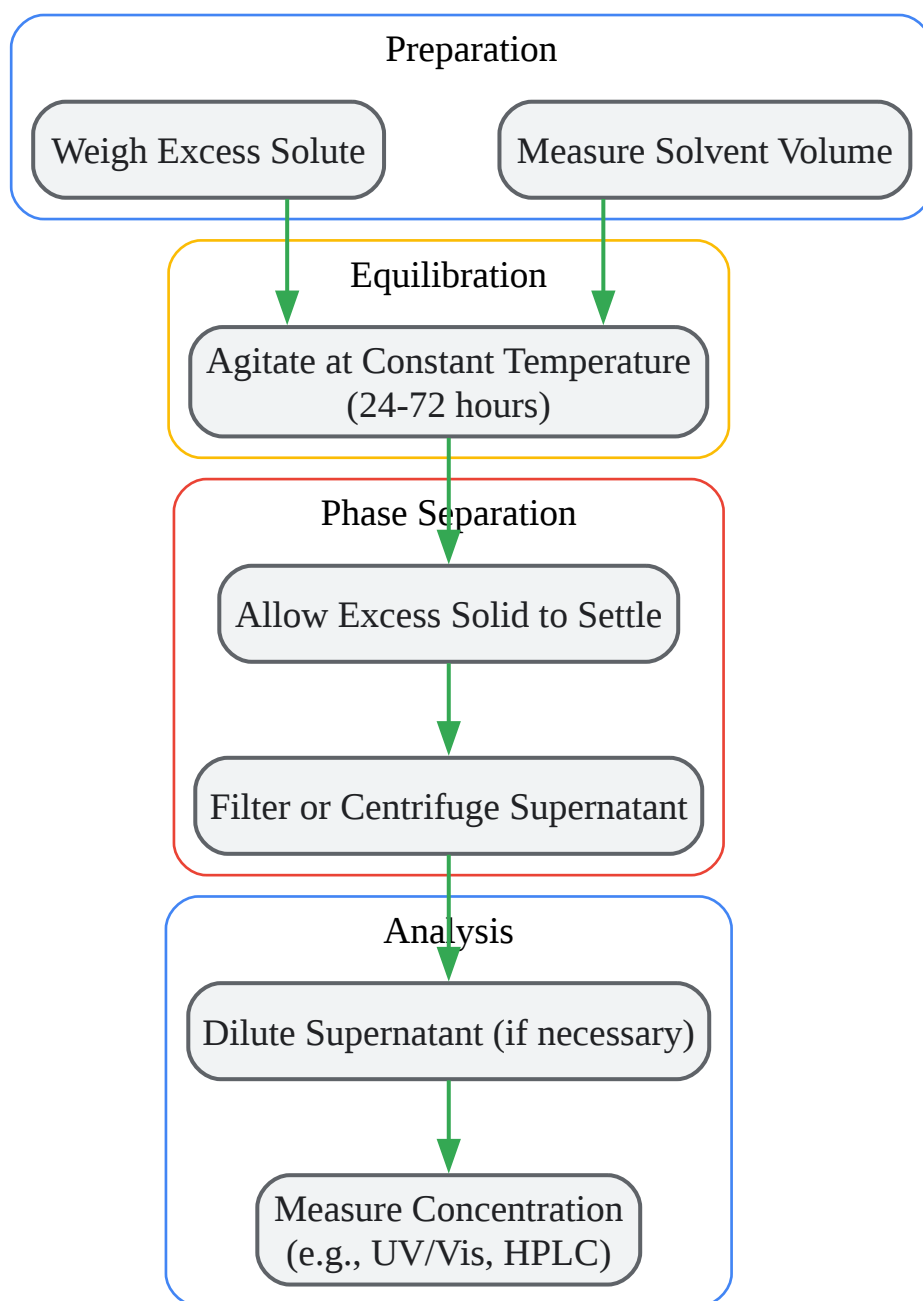 Preparation
Weigh Excess Solute
Measure Solvent Volume
Equilibration
Agitate at Constant Temperature
(24-72 hours)
Phase Separation
Allow Excess Solid to Settle
Filter or Centrifuge Supernatant
Analysis
Dilute Supernatant (if necessary)
Measure Concentration
(e.g., UV/Vis, HPLC)